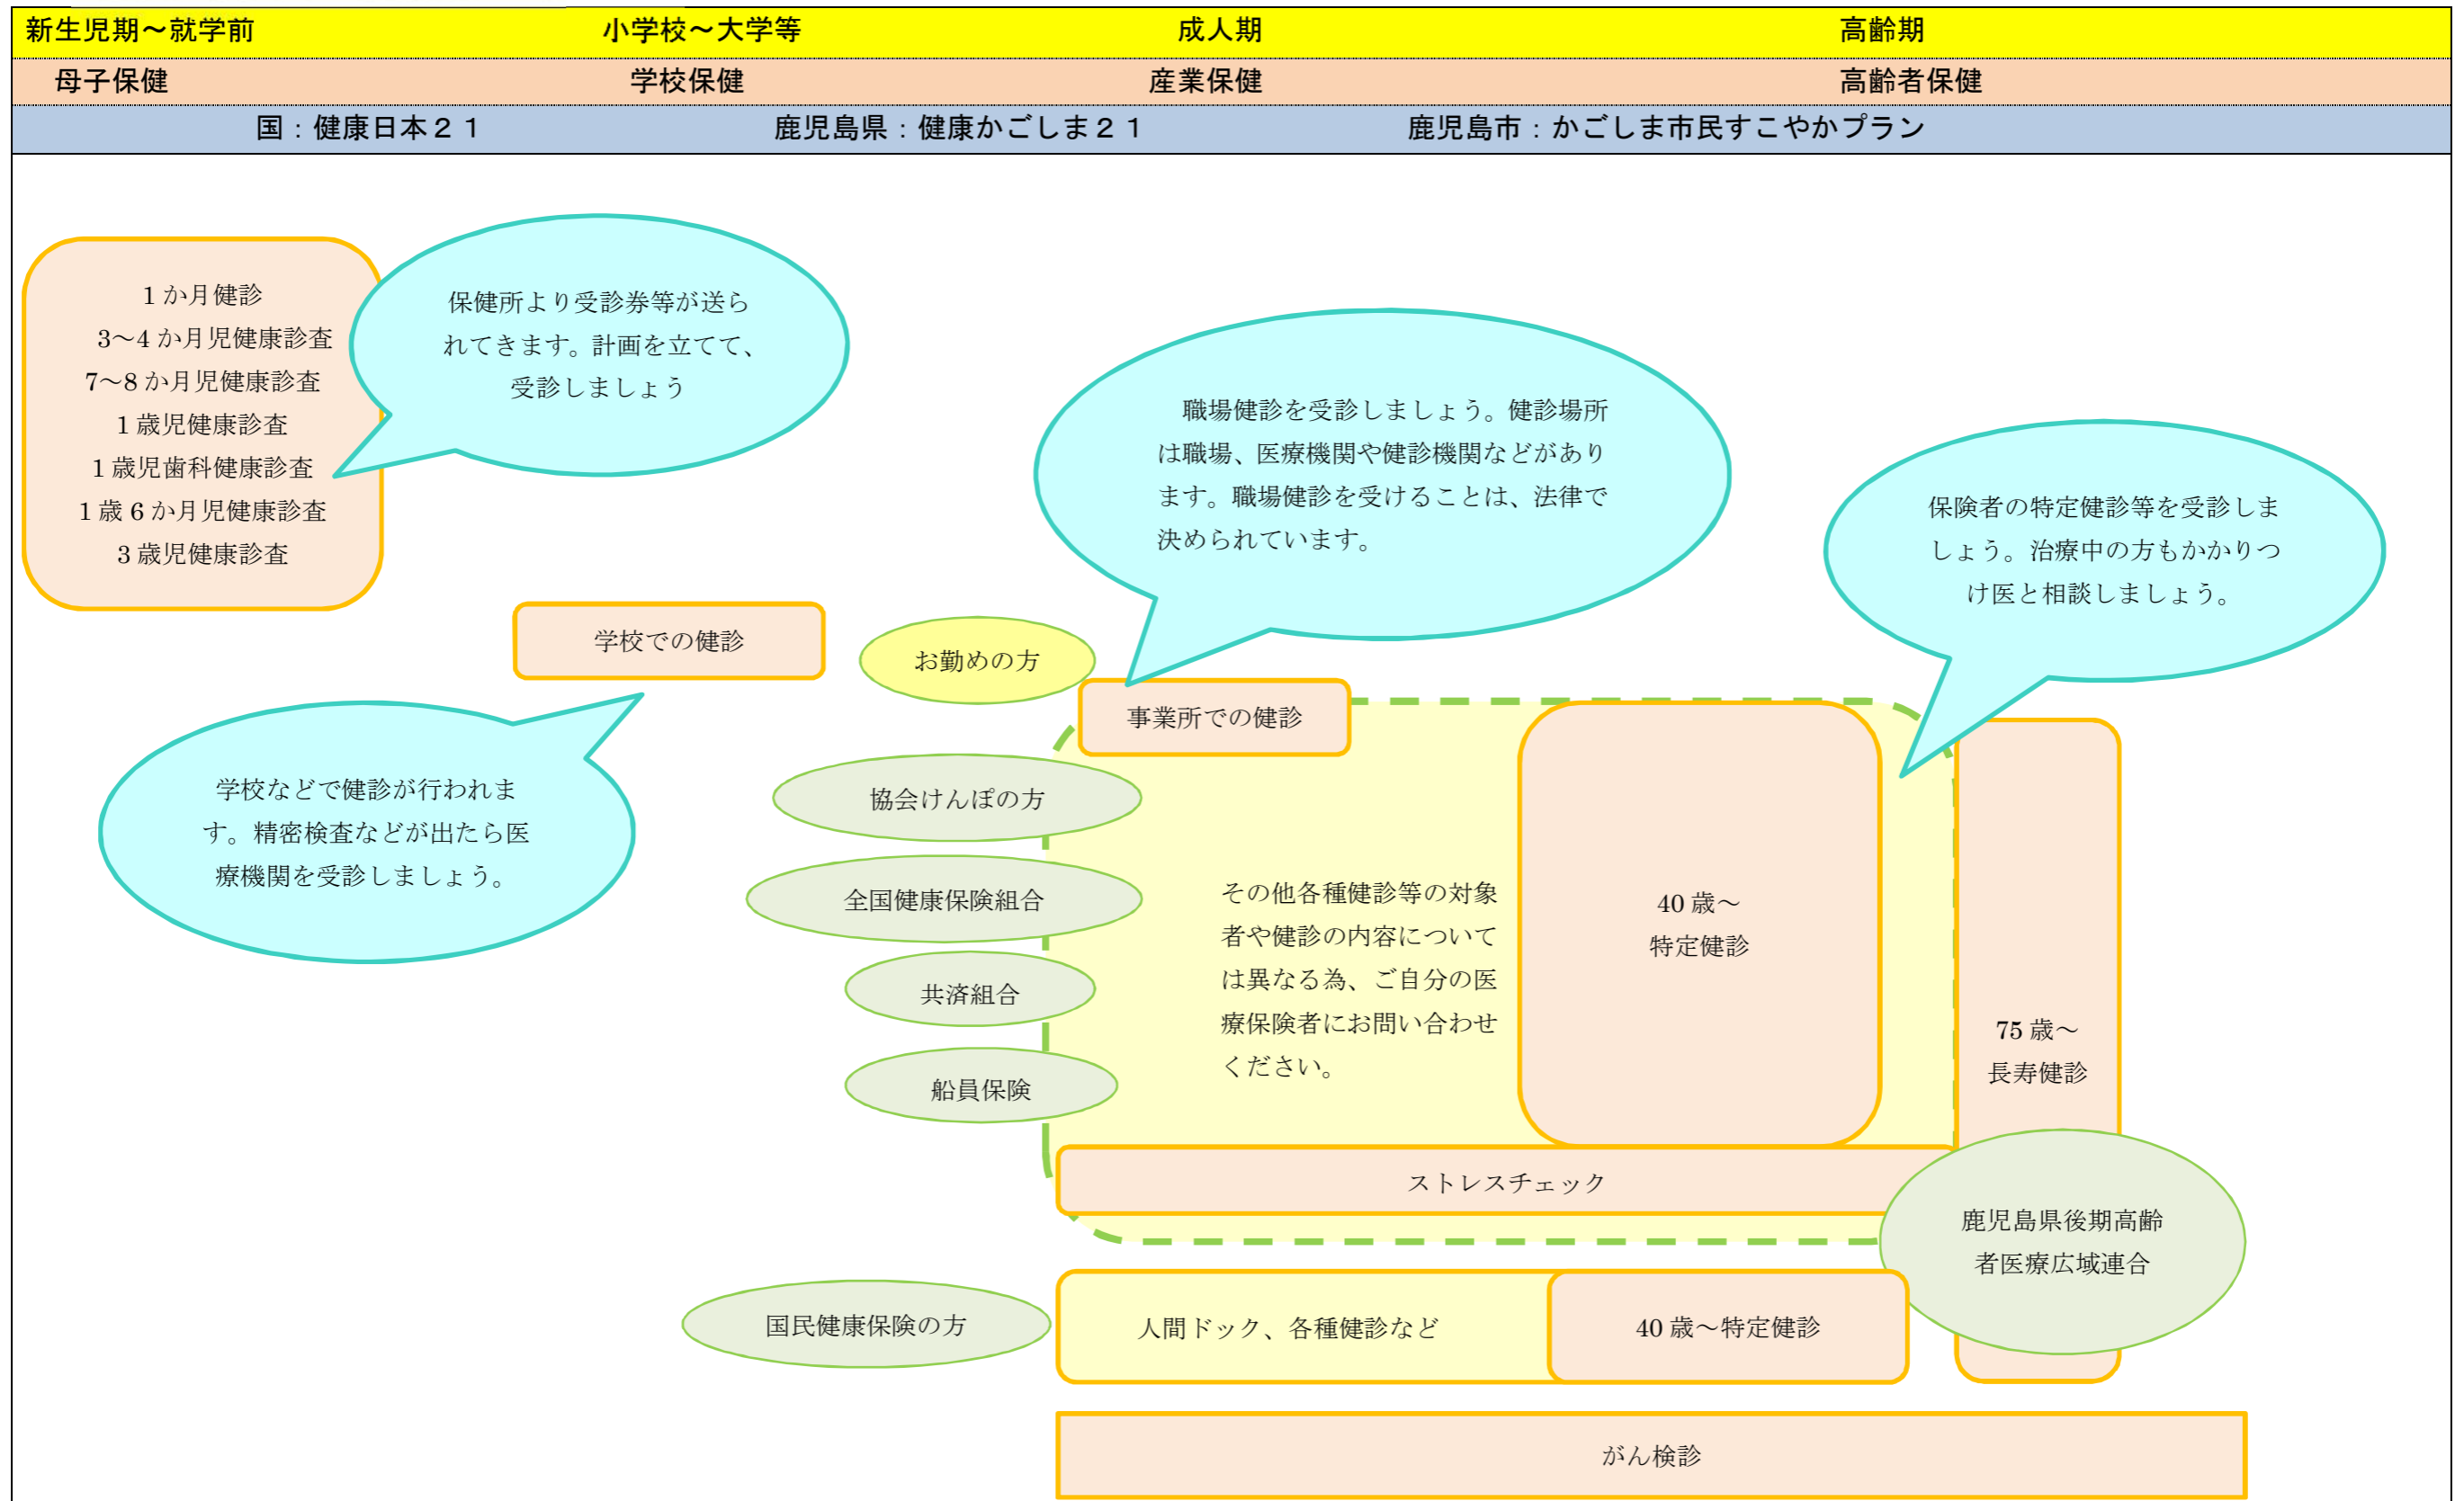 新生児期～就学前 小学校～大学等 成人期 高齢期
母子保健 学校保健 産業保健 高齢者保健
国：健康日本２１ 鹿児島県：健康かごしま２１ 鹿児島市：かごしま市民すこやかプラン
1 か月健診
3～4 か月児健康診査
7～8 か月児健康診査
1 歳児健康診査
1 歳児歯科健康診査
1 歳 6 か月児健康診査
3 歳児健康診査
保健所より受診券等が送ら
れてきます。計画を立てて、
受診しましょう
職場健診を受診しましょう。健診場所
は職場、医療機関や健診機関などがあり
ます。職場健診を受けることは、法律で
決められています。
保険者の特定健診等を受診しま
しょう。治療中の方もかかりつ
け医と相談しましょう。
学校での健診
お勤めの方
事業所での健診
学校などで健診が行われま
す。精密検査などが出たら医
療機関を受診しましょう。
協会けんぽの方
全国健康保険組合
共済組合
船員保険
その他各種健診等の対象
者や健診の内容について
は異なる為、ご自分の医
療保険者にお問い合わせ
ください。
40 歳～
特定健診
75 歳～
長寿健診
ストレスチェック
鹿児島県後期高齢
者医療広域連合
国民健康保険の方
人間ドック、各種健診など
40 歳～特定健診
がん検診